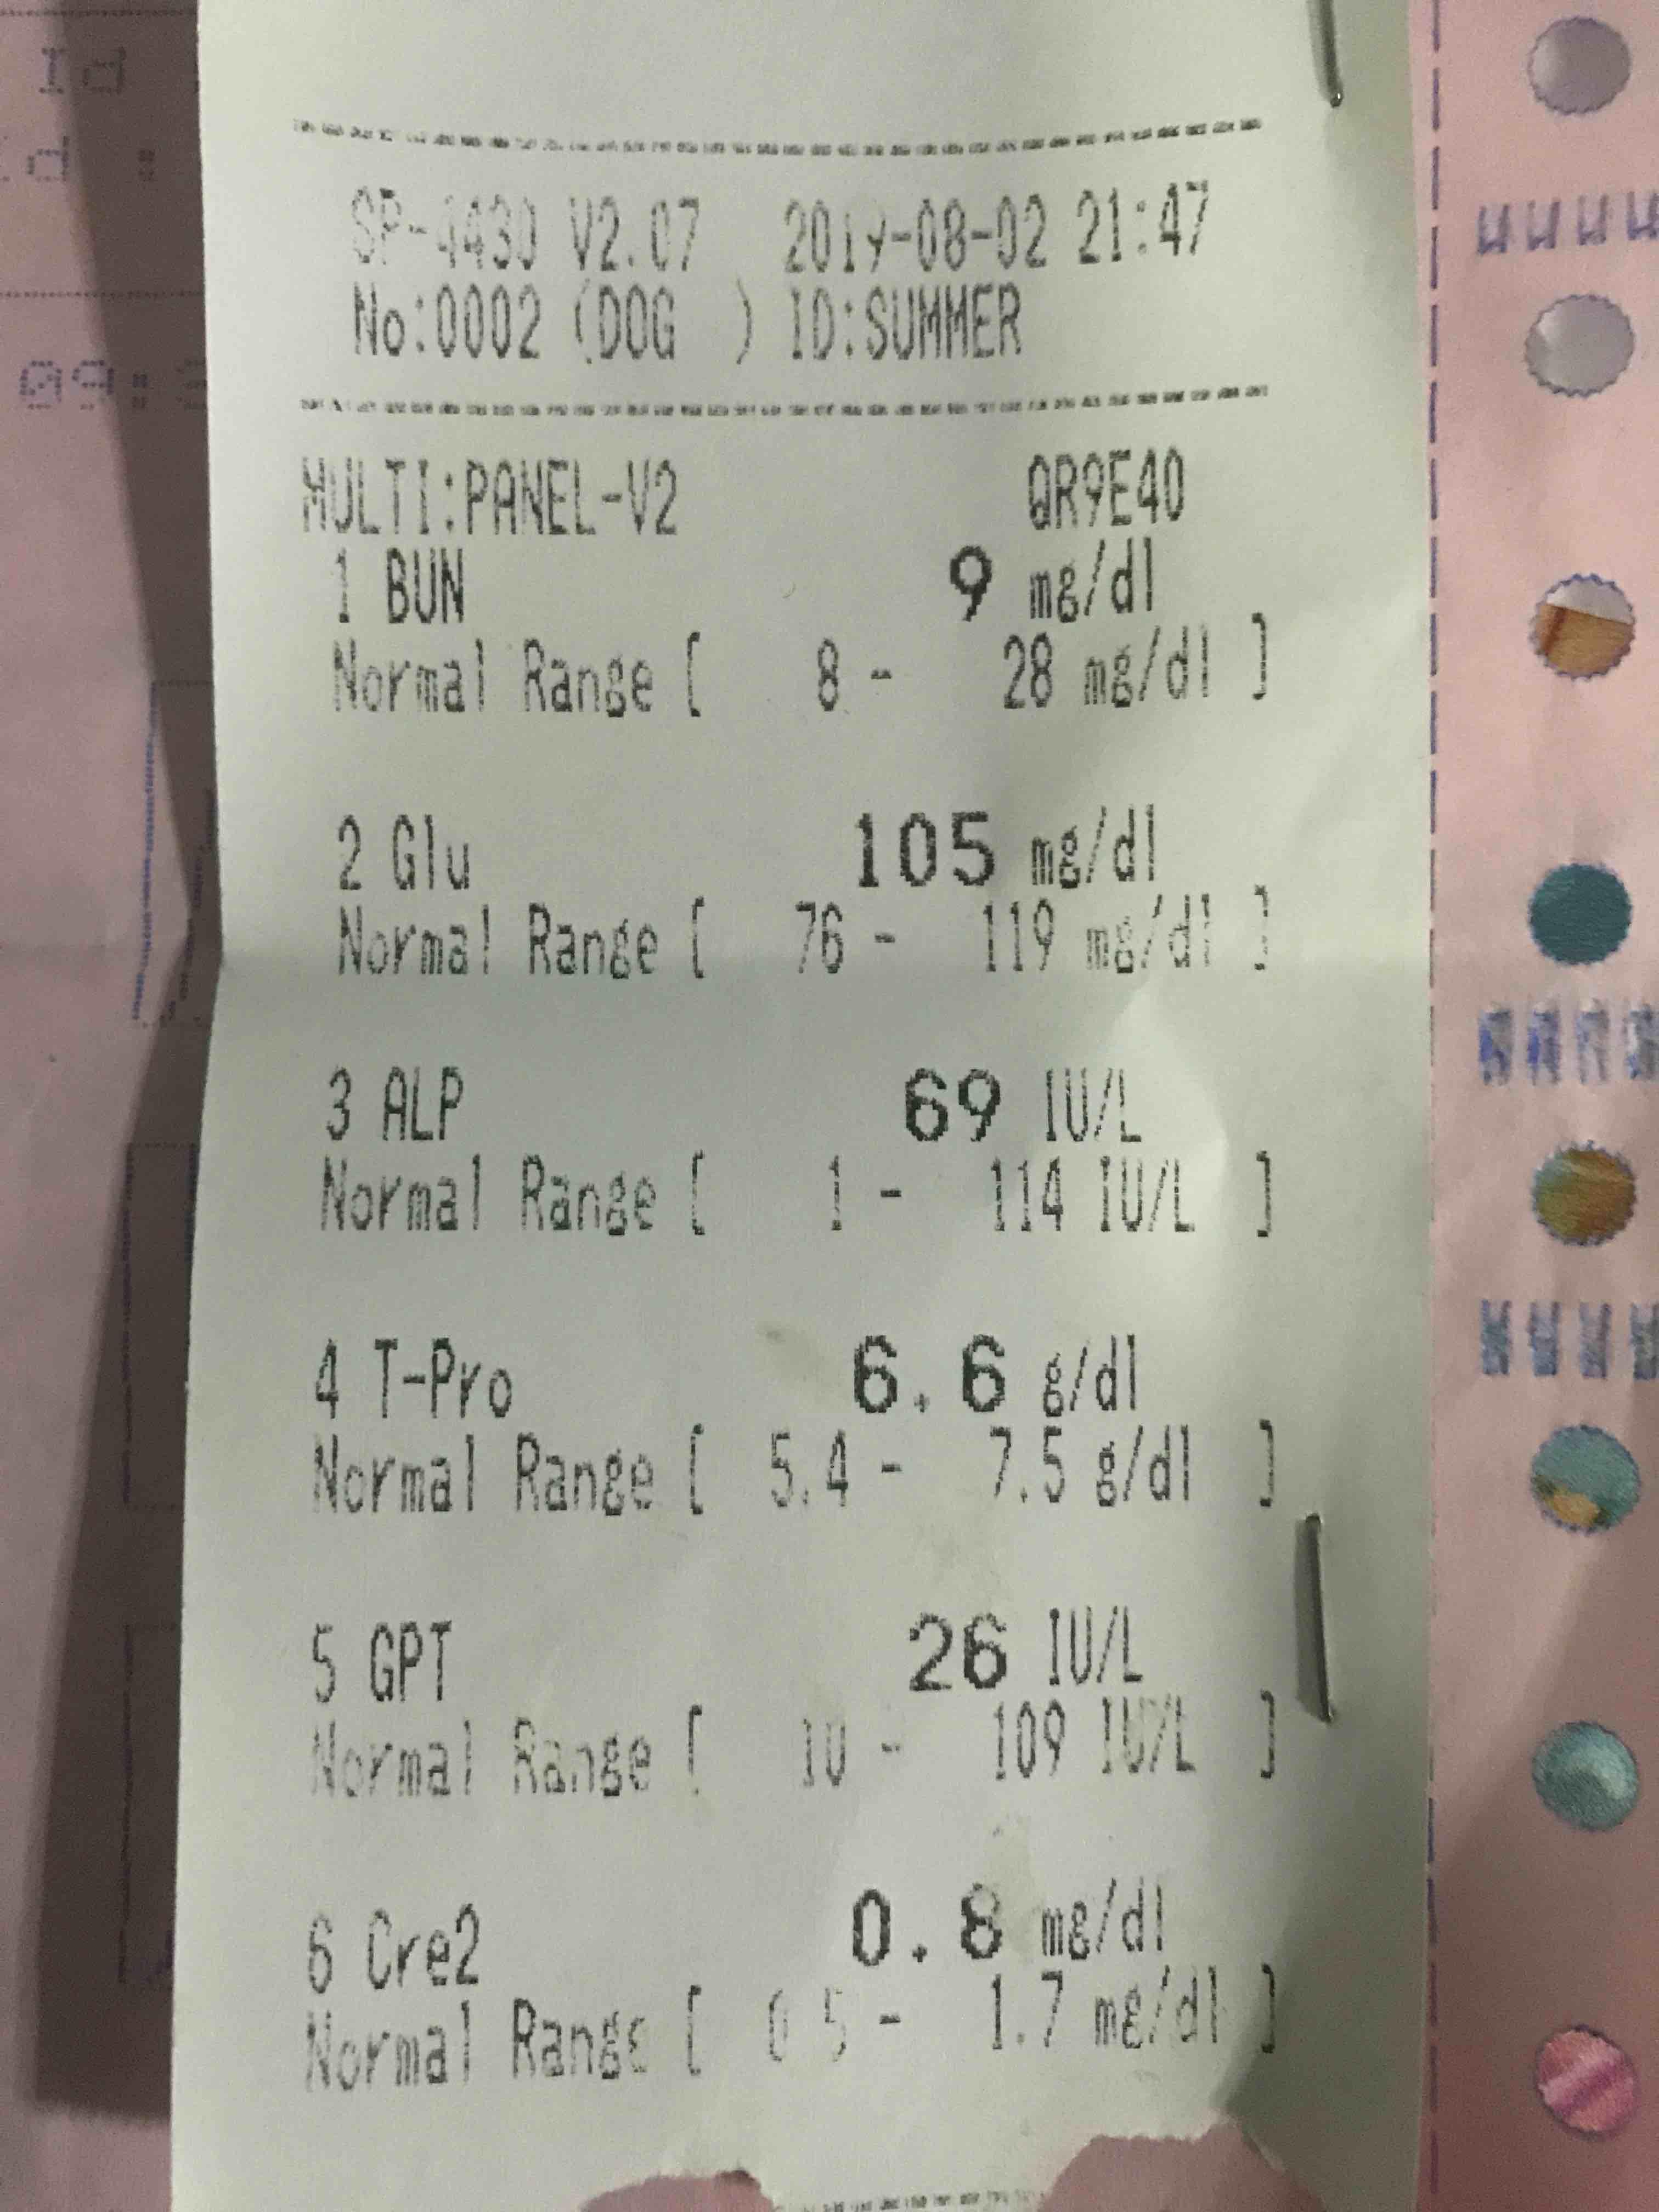 SP-4430 V2.07 2019-08-02 21:47
No:0002 (DOG ) ID:SUMMER
MULTI:PANEL-V2 QR9E40
1 BUN 9 mg/dl
Normal Range [ 8 - 28 mg/dl ]
2 Glu 105 mg/dl
Normal Range [ 76 - 119 mg/dl ]
3 ALP 69 IU/L
Normal Range [ 1 - 114 IU/L ]
4 T-Pro 6.6 g/dl
Normal Range [ 5.4 - 7.5 g/dl ]
5 GPT 26 IU/L
Normal Range [ 10 - 109 IU/L ]
6 Cre2 0.8 mg/dl
Normal Range [ 0.5 - 1.7 mg/dl ]